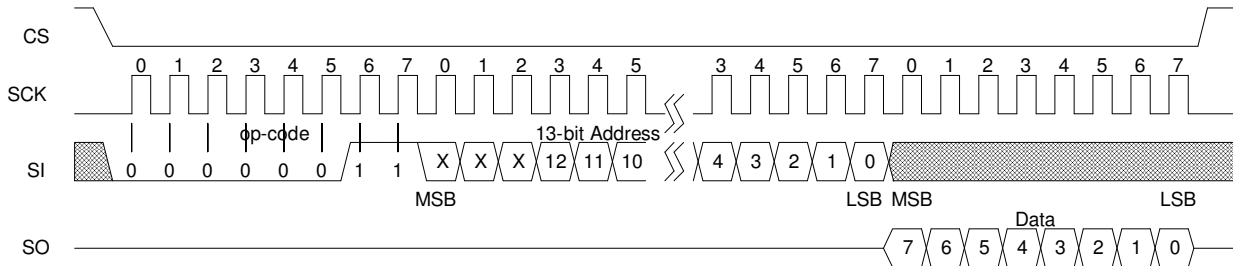 CS
0 1 2 3 4 5 6 7 0 1 2 3 4 5 3 4 5 6 7 0 1 2 3 4 5 6 7
SCK
op-code 13-bit Address
SI 0 0 0 0 0 0 1 1 X X X 12 11 10 4 3 2 1 0
MSB LSB MSB LSB
Data
SO 7 6 5 4 3 2 1 0